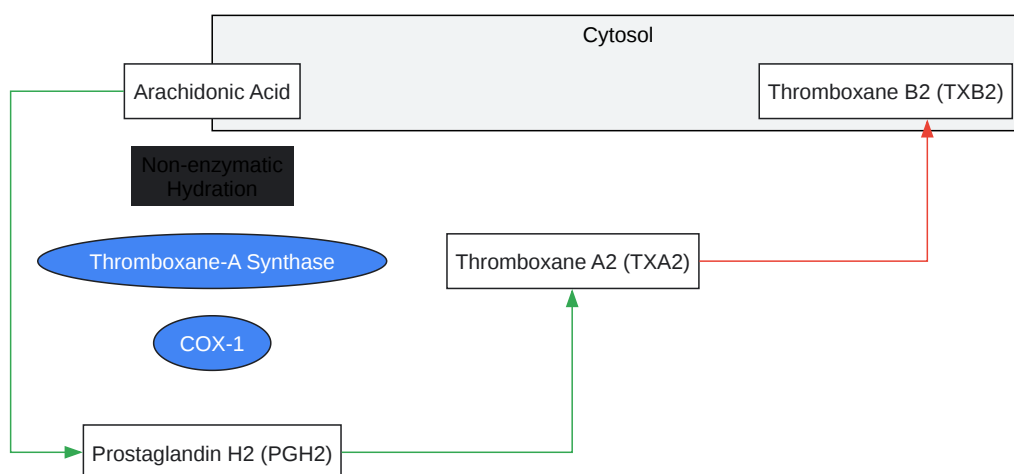 Cytosol
Arachidonic Acid
Thromboxane B2 (TXB2)
Non-enzymatic
Hydration
Thromboxane-A Synthase
Thromboxane A2 (TXA2)
COX-1
Prostaglandin H2 (PGH2)